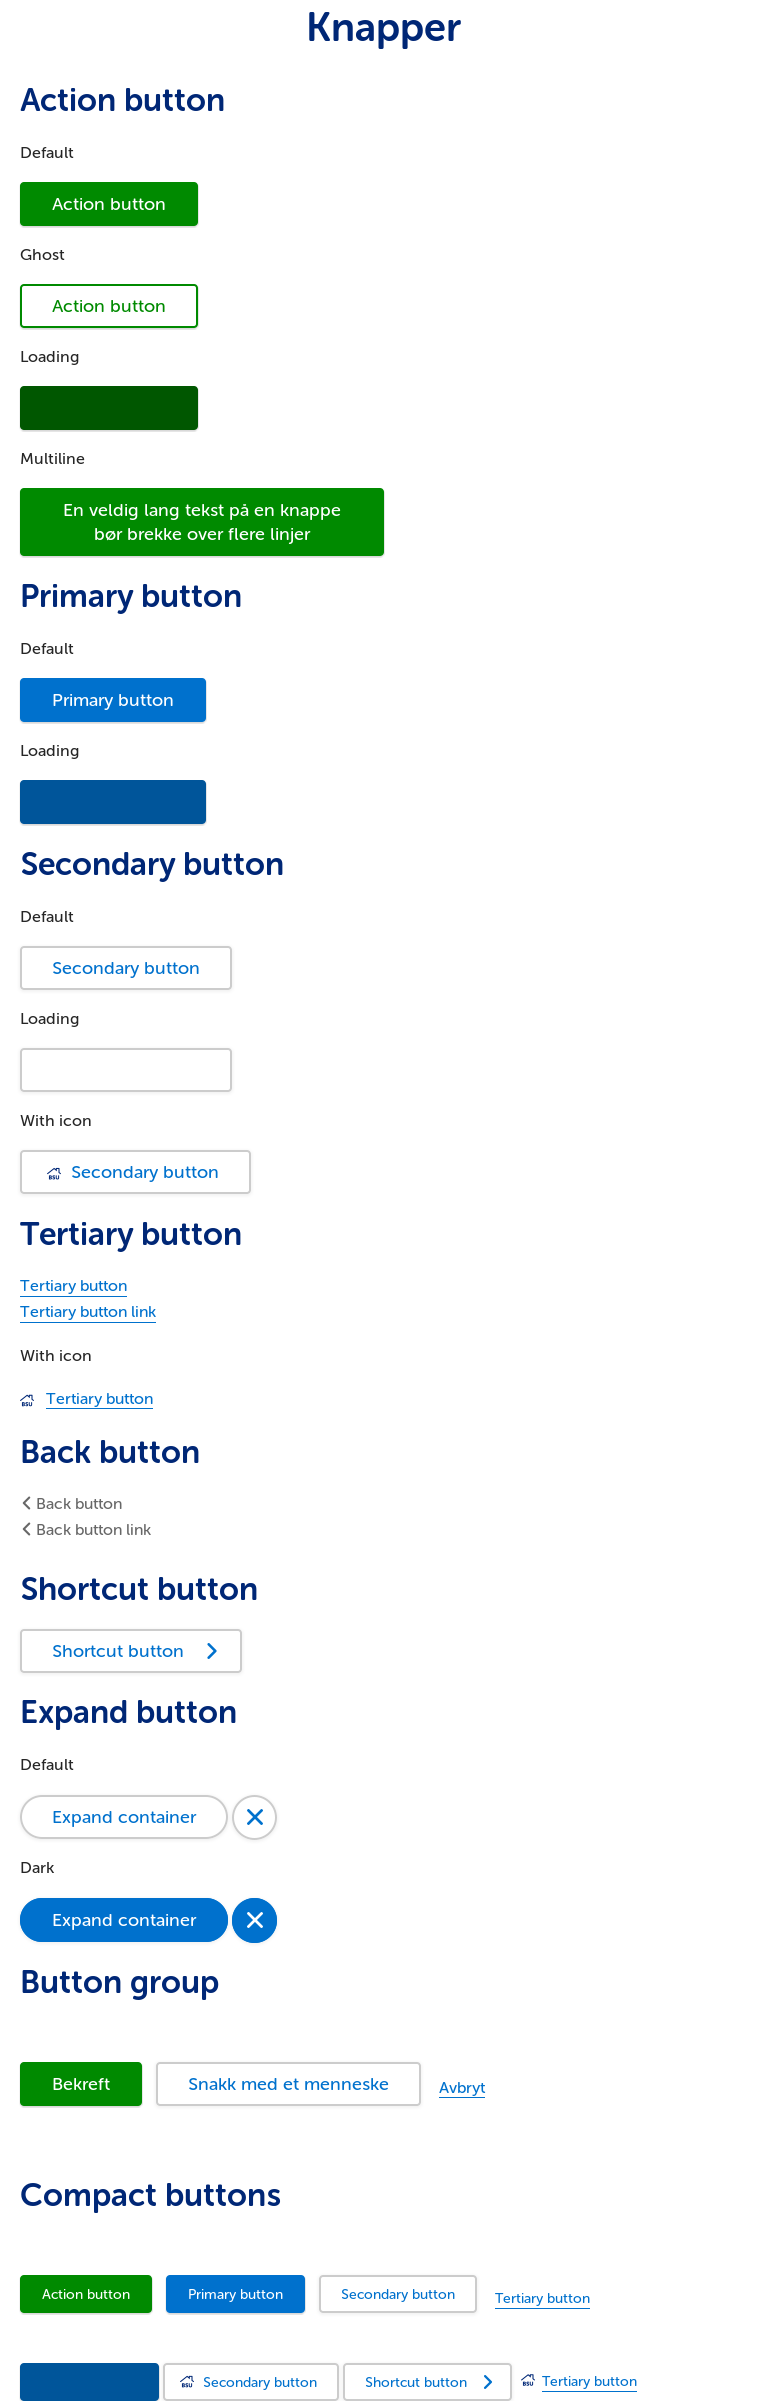 Knapper
Action button
Default
Action button
Ghost
Action button
Loading
Multiline
En veldig lang tekst på en knappe
bør brekke over flere linjer
Primary button
Default
Primary button
Loading
Secondary button
Default
Secondary button
Loading
With icon
BSU Secondary button
Tertiary button
Tertiary button
Tertiary button link
With icon
BSU Tertiary button
Back button
Back button
Back button link
Shortcut button
Shortcut button
Expand button
Default
Expand container
Dark
Expand container
Button group
Bekreft Snakk med et menneske Avbryt
Compact buttons
Action button Primary button Secondary button Tertiary button
BSU Secondary button Shortcut button BSU Tertiary button